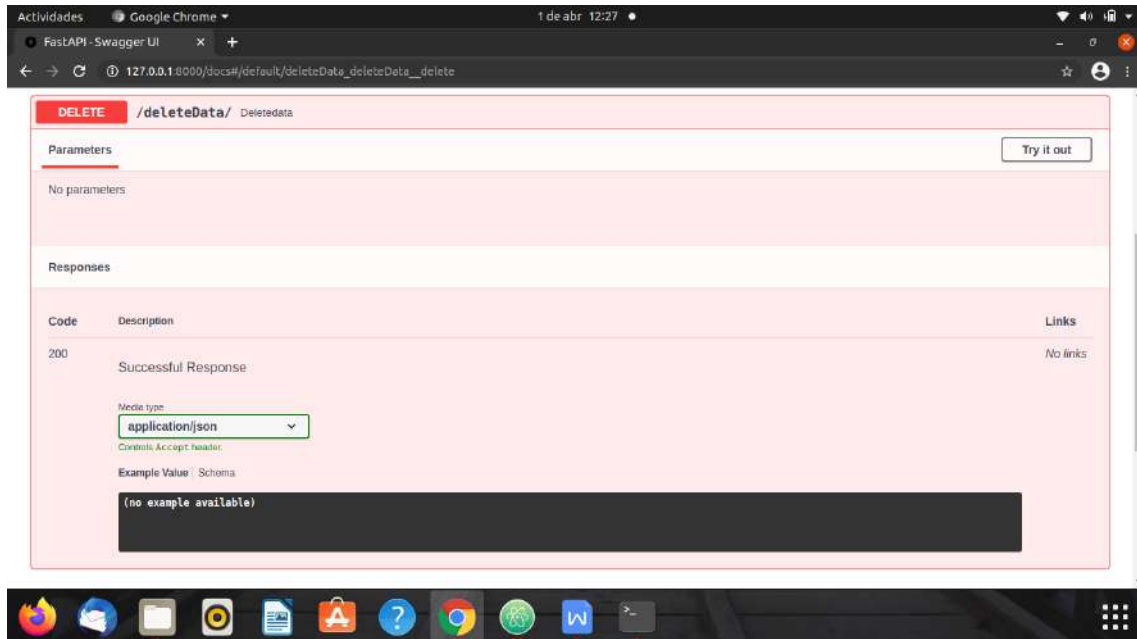 Actividades Google Chrome 1 de abr 12:27
FastAPI - Swagger UI
127.0.0.1:8000/docs#/default/deleteData_deleteData__delete
DELETE /deleteData/ Deletedata
Parameters Try it out
No parameters
Responses
Code Description Links
200 No links
Successful Response
Media type
application/json
Controls Accept header.
Example Value Schema
(no example available)